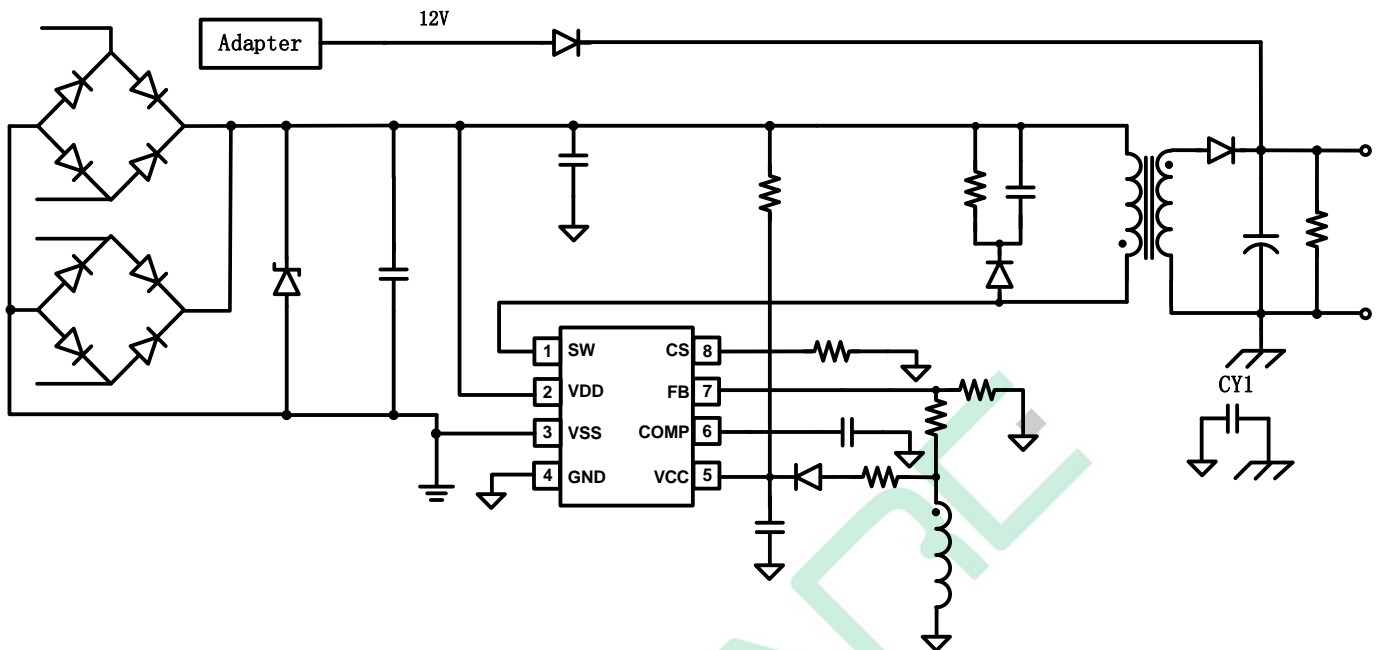 12V
Adapter
1 SW
CS 8
2 VDD
FB 7
3 VSS
COMP 6
4 GND
VCC 5
CY1